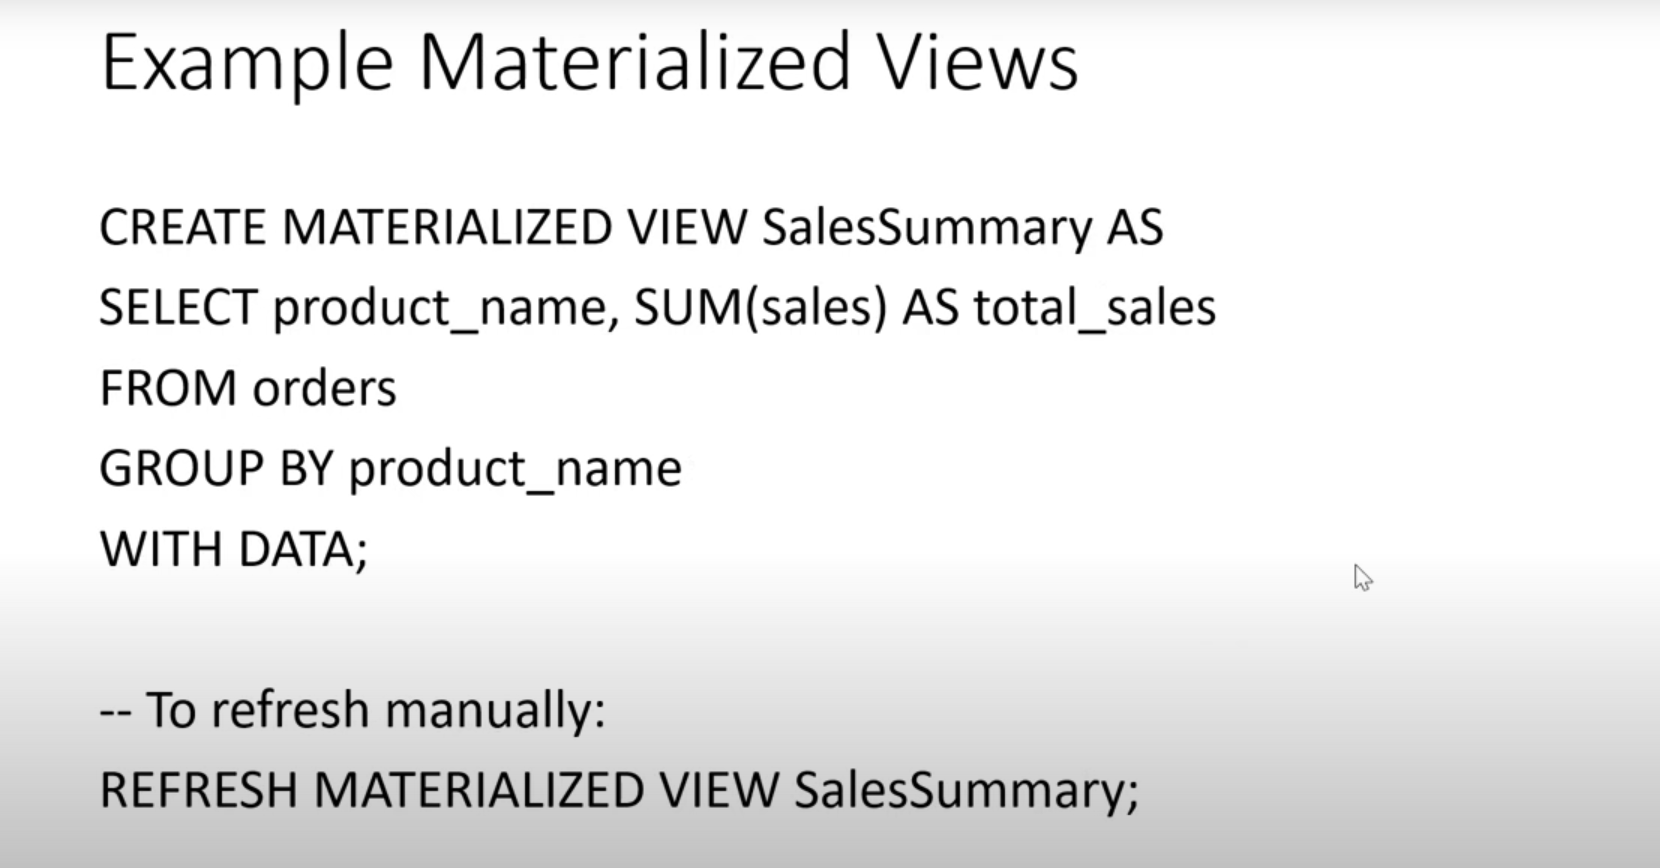 Example Materialized Views
CREATE MATERIALIZED VIEW SalesSummary AS
SELECT product_name, SUM(sales) AS total_sales
FROM orders
GROUP BY product_name
WITH DATA;
-- To refresh manually:
REFRESH MATERIALIZED VIEW SalesSummary;